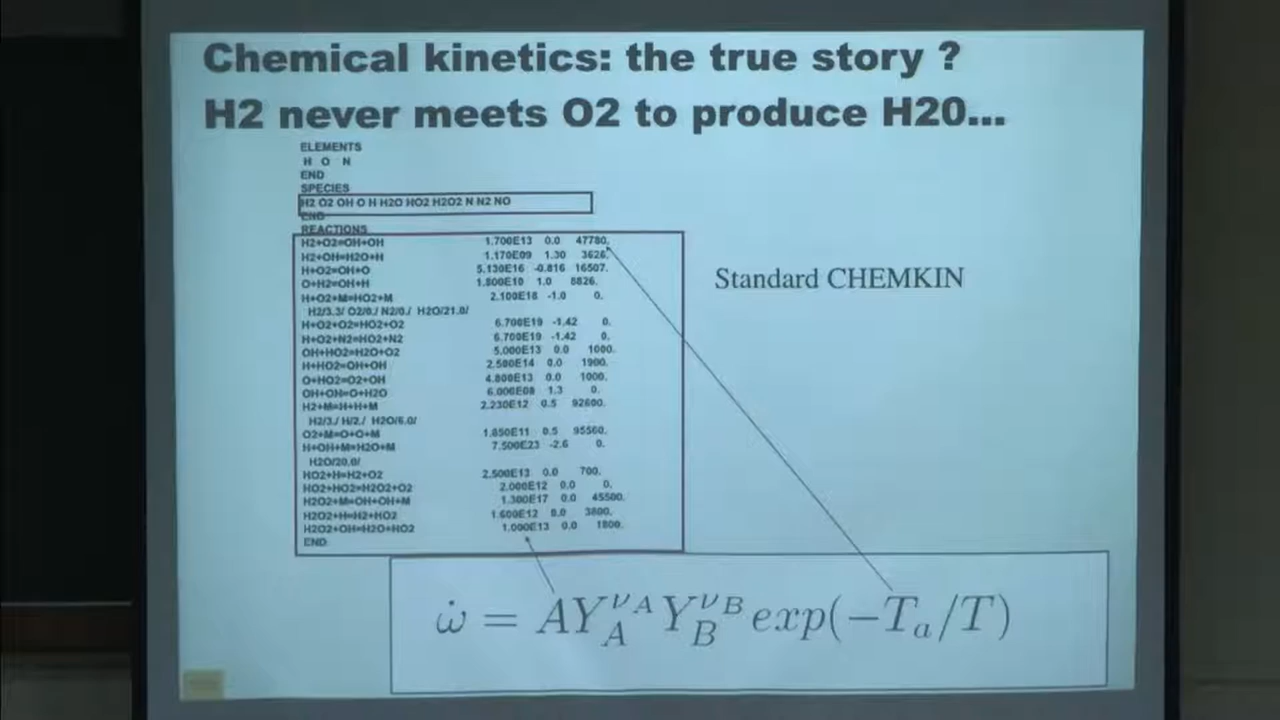 Chemical kinetics: the true story ?
H2 never meets O2 to produce H20...
ELEMENTS
H O N
END
SPECIES
H2 O2 OH O H H2O HO2 H2O2 N N2 NO
END
REACTIONS
H2+O2=OH+OH 1.700E13 0.0 47780.
H2+OH=H2O+H 1.170E09 1.30 3626.
H+O2=OH+O 5.130E16 -0.816 16507.
O+H2=OH+H 1.800E10 1.0 8826.
H+O2+M=HO2+M 2.100E18 -1.0 0.
H2/3.3/ O2/0./ N2/0./ H2O/21.0/
H+O2+O2=HO2+O2 6.700E19 -1.42 0.
H+O2+N2=HO2+N2 6.700E19 -1.42 0.
OH+HO2=H2O+O2 5.000E13 0.0 1000.
H+HO2=OH+OH 2.500E14 0.0 1900.
O+HO2=O2+OH 4.800E13 0.0 1000.
OH+OH=O+H2O 6.000E08 1.3 0.
H2+M=H+H+M 2.230E12 0.5 92600.
H2/3./ H/2./ H2O/6.0/
O2+M=O+O+M 1.850E11 0.5 95560.
H+OH+M=H2O+M 7.500E23 -2.6 0.
H2O/20.0/
HO2+H=H2+O2 2.500E13 0.0 700.
HO2+HO2=H2O2+O2 2.000E12 0.0 0.
H2O2+M=OH+OH+M 1.300E17 0.0 45500.
H2O2+H=H2+HO2 1.600E12 0.0 3800.
H2O2+OH=H2O+HO2 1.000E13 0.0 1800.
END
Standard CHEMKIN
ω̇ = AY_A^{ν_A} Y_B^{ν_B} exp(−T_a/T)